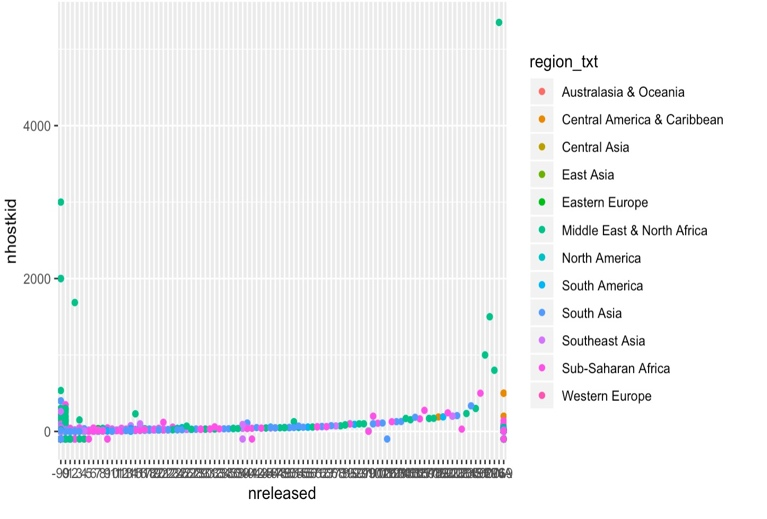 region_txt
Australasia & Oceania
Central America & Caribbean
Central Asia
East Asia
Eastern Europe
Middle East & North Africa
North America
South America
South Asia
Southeast Asia
Sub-Saharan Africa
Western Europe
nhostkid
4000
2000
0
nreleased